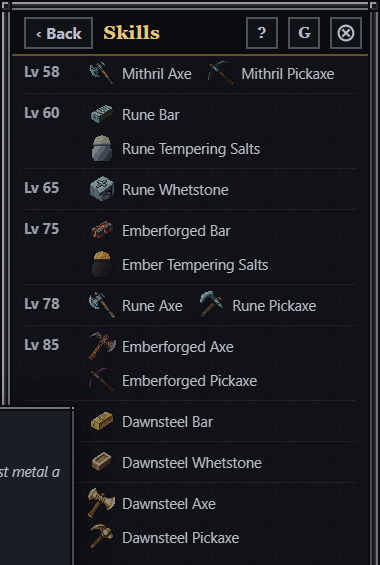 ‹ Back Skills ? G
Lv 58 Mithril Axe Mithril Pickaxe
Lv 60 Rune Bar
Rune Tempering Salts
Lv 65 Rune Whetstone
Lv 75 Emberforged Bar
Ember Tempering Salts
Lv 78 Rune Axe Rune Pickaxe
Lv 85 Emberforged Axe
Emberforged Pickaxe
Dawnsteel Bar
st metal a Dawnsteel Whetstone
Dawnsteel Axe
Dawnsteel Pickaxe